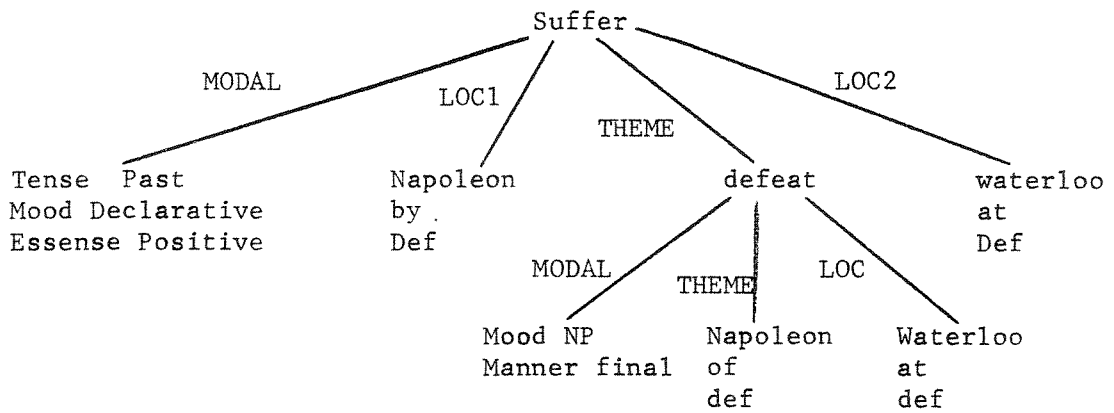 Suffer
MODAL
LOC1
THEME
LOC2
Tense Past
Mood Declarative
Essense Positive
Napoleon
by
Def
defeat
waterloo
at
Def
MODAL
THEME
LOC
Mood NP
Manner final
Napoleon
of
def
Waterloo
at
def